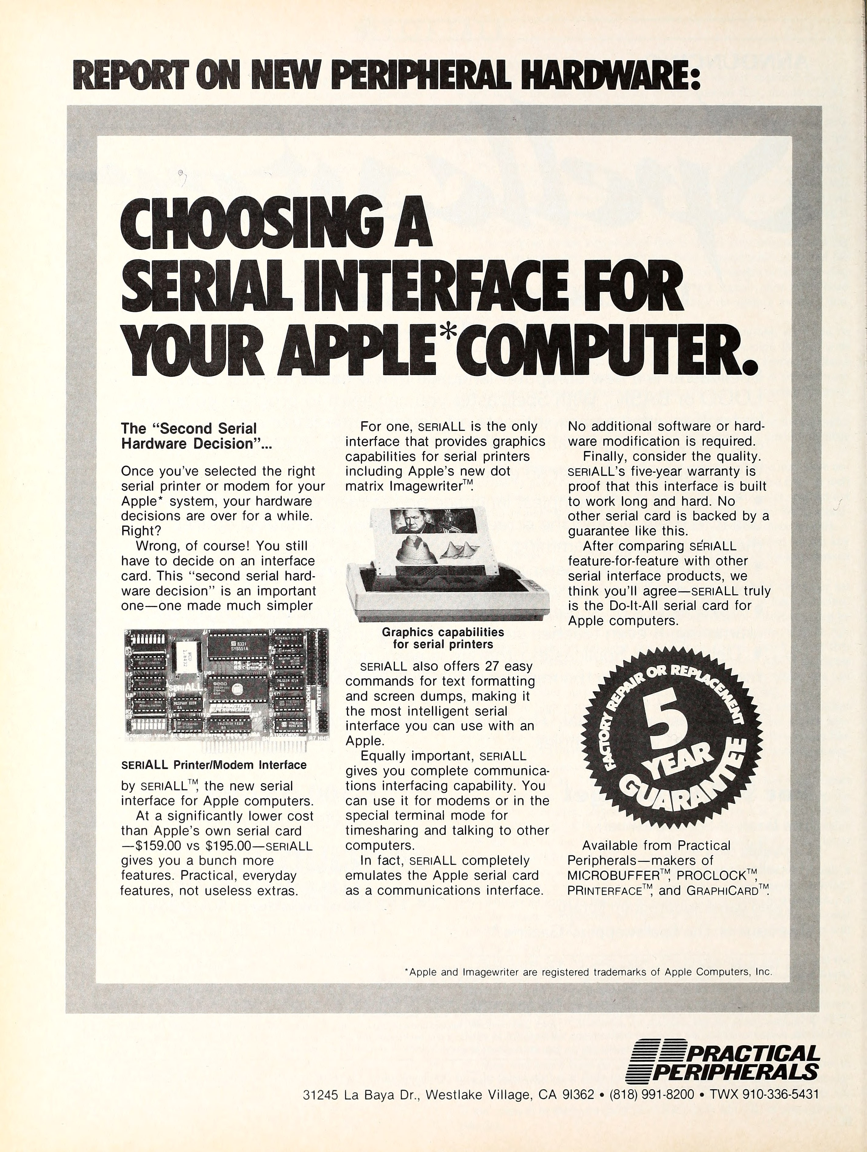 REPORT ON NEW PERIPHERAL HARDWARE:
CHOOSING A
SERIAL INTERFACE FOR
YOUR APPLE* COMPUTER.
The “Second Serial
Hardware Decision”...
Once you’ve selected the right
serial printer or modem for your
Apple* system, your hardware
decisions are over for a while.
Right?
Wrong, of course! You still
have to decide on an interface
card. This “second serial hard-
ware decision” is an important
one—one made much simpler
SERIALL Printer/Modem Interface
by SERIALL™, the new serial
interface for Apple computers.
At a significantly lower cost
than Apple’s own serial card
—$159.00 vs $195.00—SERIALL
gives you a bunch more
features. Practical, everyday
features, not useless extras.
For one, SERIALL is the only
interface that provides graphics
capabilities for serial printers
including Apple’s new dot
matrix Imagewriter™.
Graphics capabilities
for serial printers
SERIALL also offers 27 easy
commands for text formatting
and screen dumps, making it
the most intelligent serial
interface you can use with an
Apple.
Equally important, SERIALL
gives you complete communica-
tions interfacing capability. You
can use it for modems or in the
special terminal mode for
timesharing and talking to other
computers.
In fact, SERIALL completely
emulates the Apple serial card
as a communications interface.
No additional software or hard-
ware modification is required.
Finally, consider the quality.
SERIALL’s five-year warranty is
proof that this interface is built
to work long and hard. No
other serial card is backed by a
guarantee like this.
After comparing SERIALL
feature-for-feature with other
serial interface products, we
think you’ll agree—SERIALL truly
is the Do-It-All serial card for
Apple computers.
FACTORY REPAIR OR REPLACEMENT
5
YEAR
GUARANTEE
Available from Practical
Peripherals—makers of
MICROBUFFER™, PROCLOCK™,
PRINTERFACE™, and GRAPHICARD™.
*Apple and Imagewriter are registered trademarks of Apple Computers, Inc.
PRACTICAL
PERIPHERALS
31245 La Baya Dr., Westlake Village, CA 91362 • (818) 991-8200 • TWX 910-336-5431